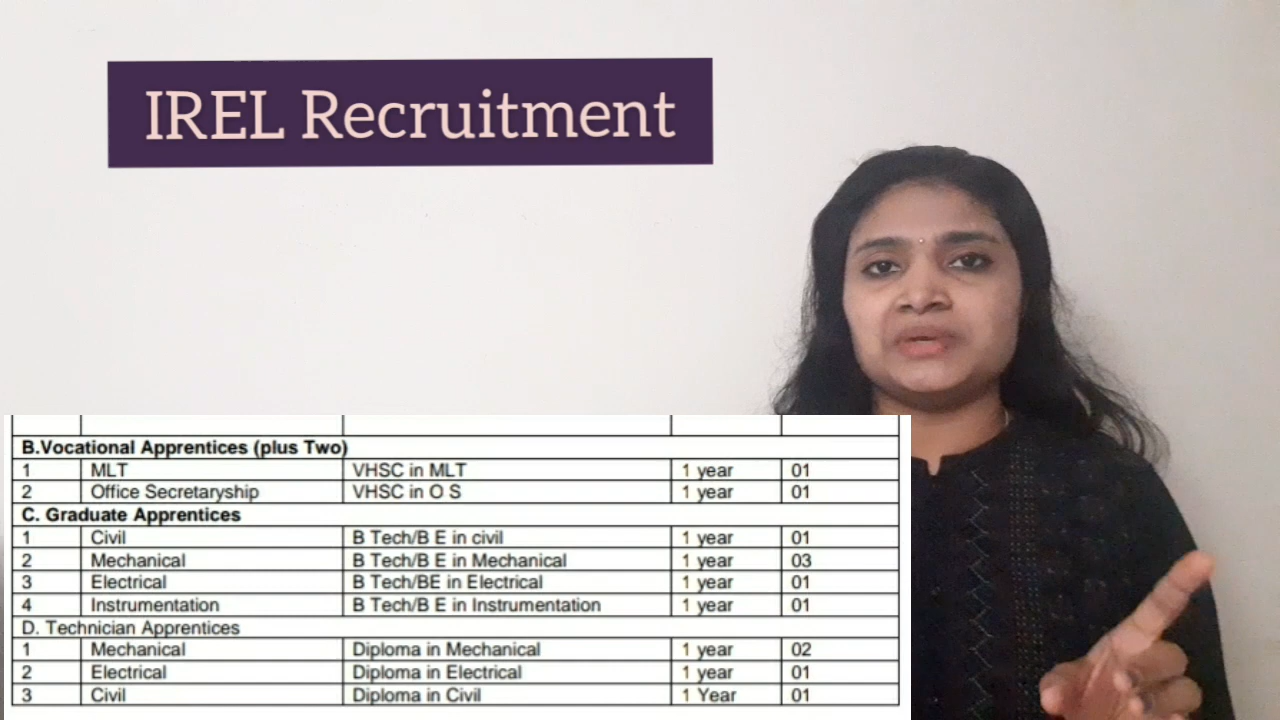 IREL Recruitment
B.Vocational Apprentices (plus Two)
1 MLT VHSC in MLT 1 year 01
2 Office Secretaryship VHSC in O S 1 year 01
C. Graduate Apprentices
1 Civil B Tech/B E in civil 1 year 01
2 Mechanical B Tech/B E in Mechanical 1 year 03
3 Electrical B Tech/BE in Electrical 1 year 01
4 Instrumentation B Tech/B E in Instrumentation 1 year 01
D. Technician Apprentices
1 Mechanical Diploma in Mechanical 1 year 02
2 Electrical Diploma in Electrical 1 year 01
3 Civil Diploma in Civil 1 Year 01